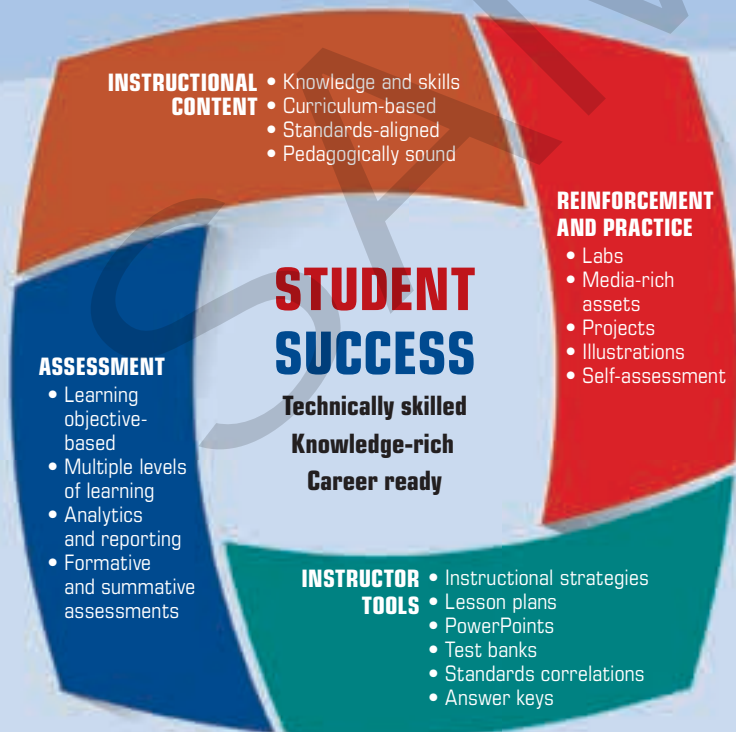 INSTRUCTIONAL CONTENT
• Knowledge and skills
• Curriculum-based
• Standards-aligned
• Pedagogically sound
REINFORCEMENT
AND PRACTICE
• Labs
• Media-rich
assets
• Projects
• Illustrations
• Self-assessment
STUDENT
SUCCESS
Technically skilled
Knowledge-rich
Career ready
ASSESSMENT
• Learning
objective-
based
• Multiple levels
of learning
• Analytics
and reporting
• Formative
and summative
assessments
INSTRUCTOR TOOLS
• Instructional strategies
• Lesson plans
• PowerPoints
• Test banks
• Standards correlations
• Answer keys